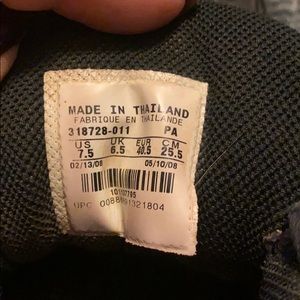 MADE IN THAILAND
FABRIQUE EN THAILANDE
318728-011 PA
US UK EUR CM
7.5 6.5 40.5 25.5
02/13/08 05/10/08
UPC